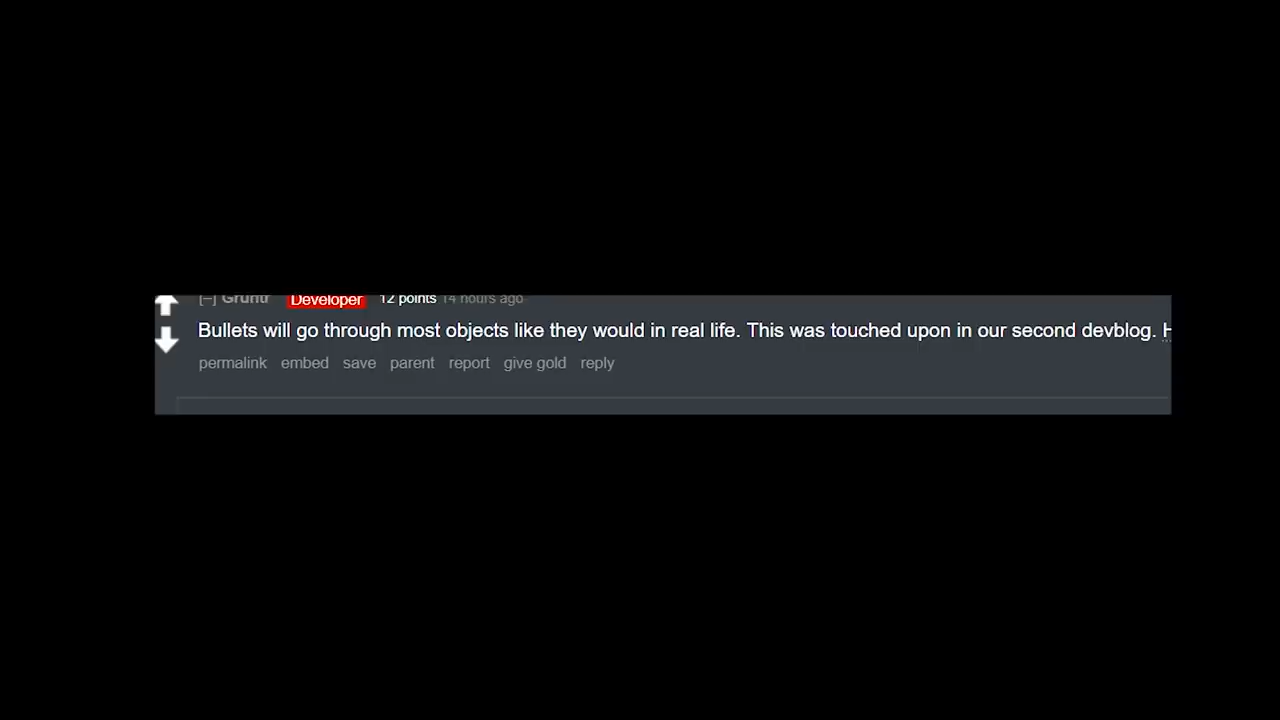 [–] Gruntr Developer 12 points 14 hours ago
Bullets will go through most objects like they would in real life. This was touched upon in our second devblog. H
permalink embed save parent report give gold reply